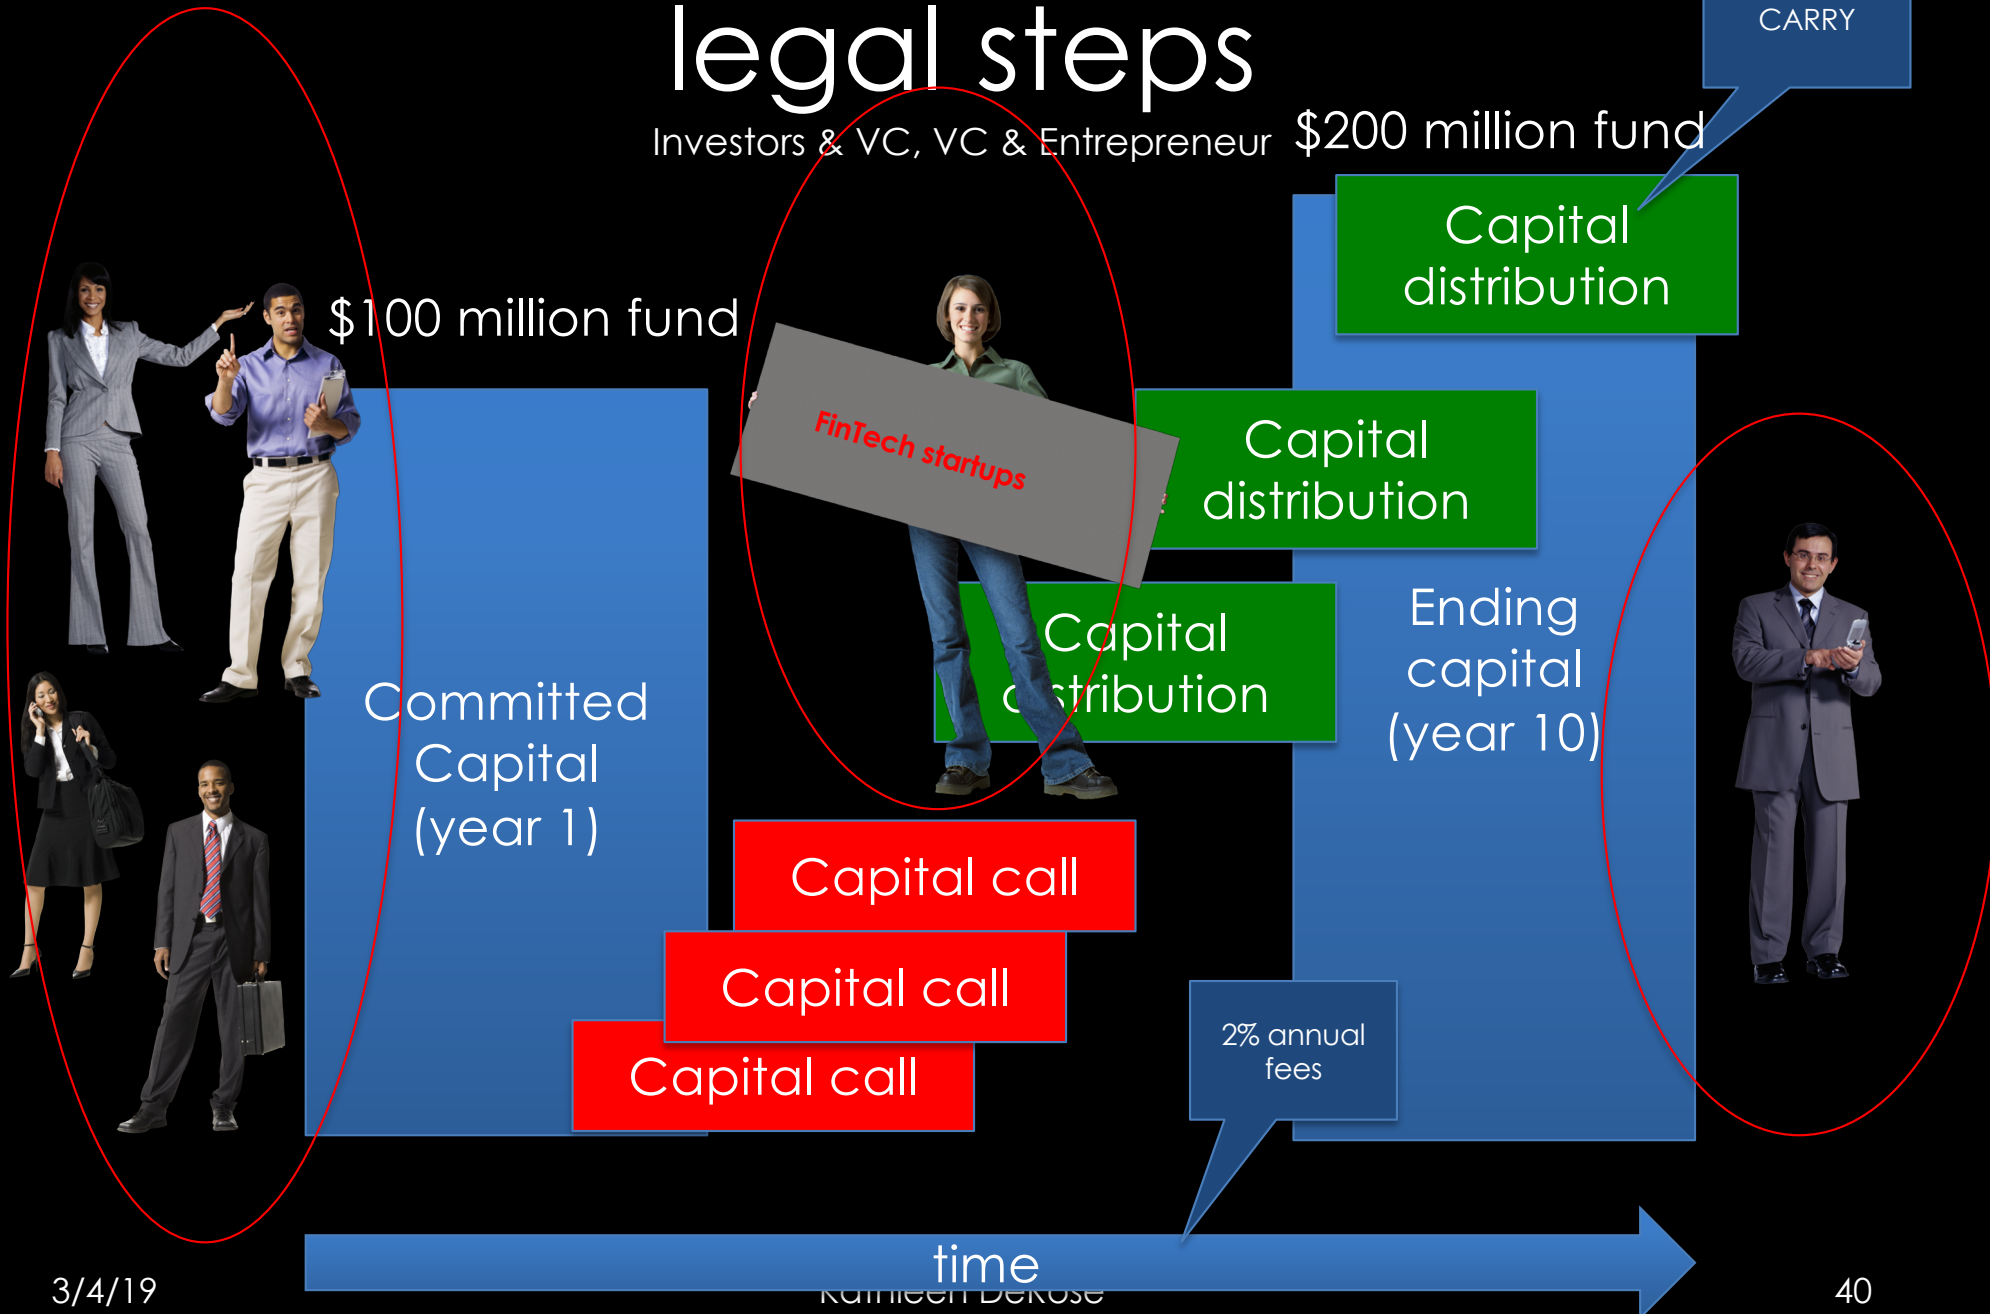 CARRY
legal steps
Investors & VC, VC & Entrepreneur
$200 million fund
Capital
distribution
$100 million fund
FinTech startups
Capital
distribution
Capital
distribution
Ending
capital
(year 10)
Committed
Capital
(year 1)
Capital call
Capital call
Capital call
2% annual
fees
time
3/4/19
Kathleen DeRose
40